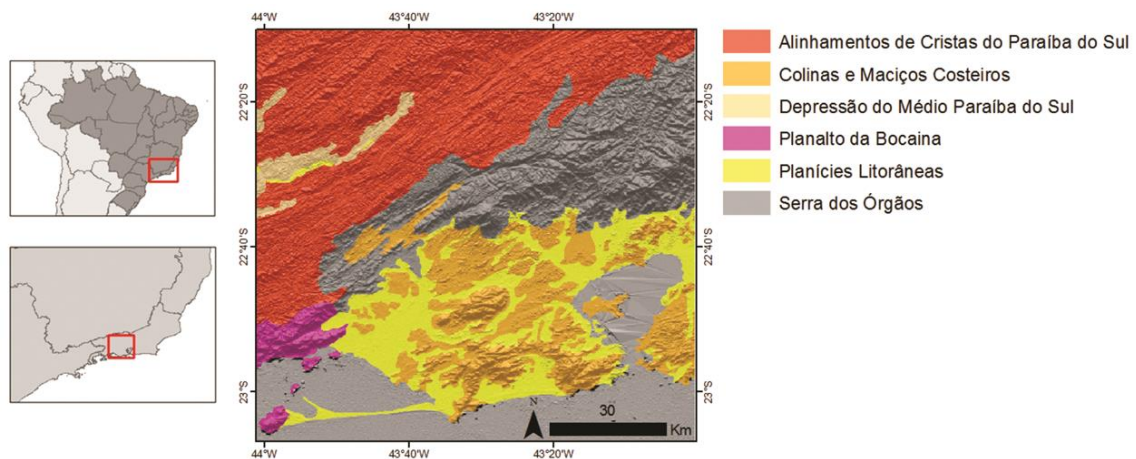 44°W
43°40'W
43°20'W
22°20'S
22°40'S
23°S
22°20'S
22°40'S
23°S
N
30
Km
44°W
43°40'W
43°20'W
Alinhamentos de Cristas do Paraíba do Sul
Colinas e Maciços Costeiros
Depressão do Médio Paraíba do Sul
Planalto da Bocaina
Planícies Litorâneas
Serra dos Órgãos